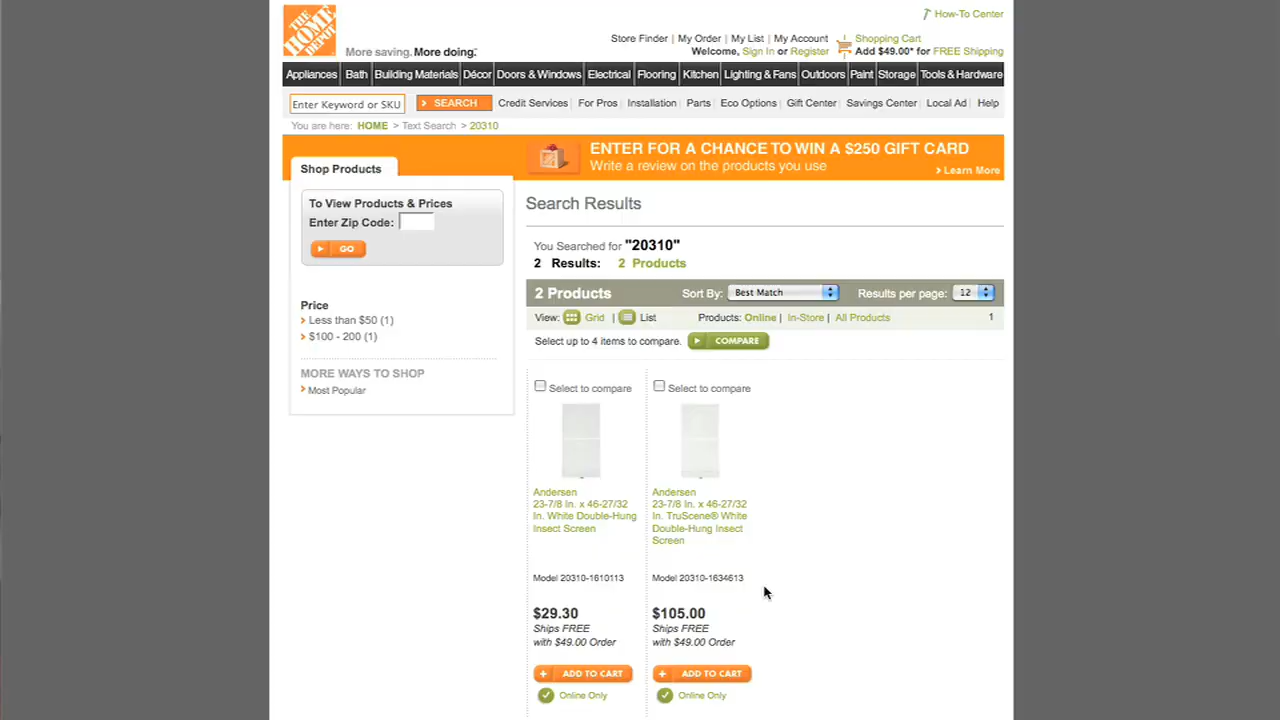 THE HOME DEPOT
More saving. More doing.™
How-To Center
Store Finder | My Order | My List | My Account
Shopping Cart
Welcome, Sign In or Register
Add $49.00* for FREE Shipping
Appliances Bath Building Materials Décor Doors & Windows Electrical Flooring Kitchen Lighting & Fans Outdoors Paint Storage Tools & Hardware
Enter Keyword or SKU SEARCH Credit Services For Pros Installation Parts Eco Options Gift Center Savings Center Local Ad Help
You are here: HOME > Text Search > 20310
ENTER FOR A CHANCE TO WIN A $250 GIFT CARD
Write a review on the products you use
Learn More
Shop Products
To View Products & Prices
Enter Zip Code:
GO
Price
Less than $50 (1)
$100 - 200 (1)
MORE WAYS TO SHOP
Most Popular
Search Results
You Searched for "20310"
2 Results: 2 Products
2 Products Sort By: Best Match Results per page: 12
View: Grid | List Products: Online | In-Store | All Products 1
Select up to 4 items to compare. COMPARE
Select to compare
Andersen
23-7/8 In. x 46-27/32
In. White Double-Hung
Insect Screen
Model 20310-1610113
$29.30
Ships FREE
with $49.00 Order
ADD TO CART
Online Only
Select to compare
Andersen
23-7/8 In. x 46-27/32
In. TruScene® White
Double-Hung Insect
Screen
Model 20310-1634613
$105.00
Ships FREE
with $49.00 Order
ADD TO CART
Online Only